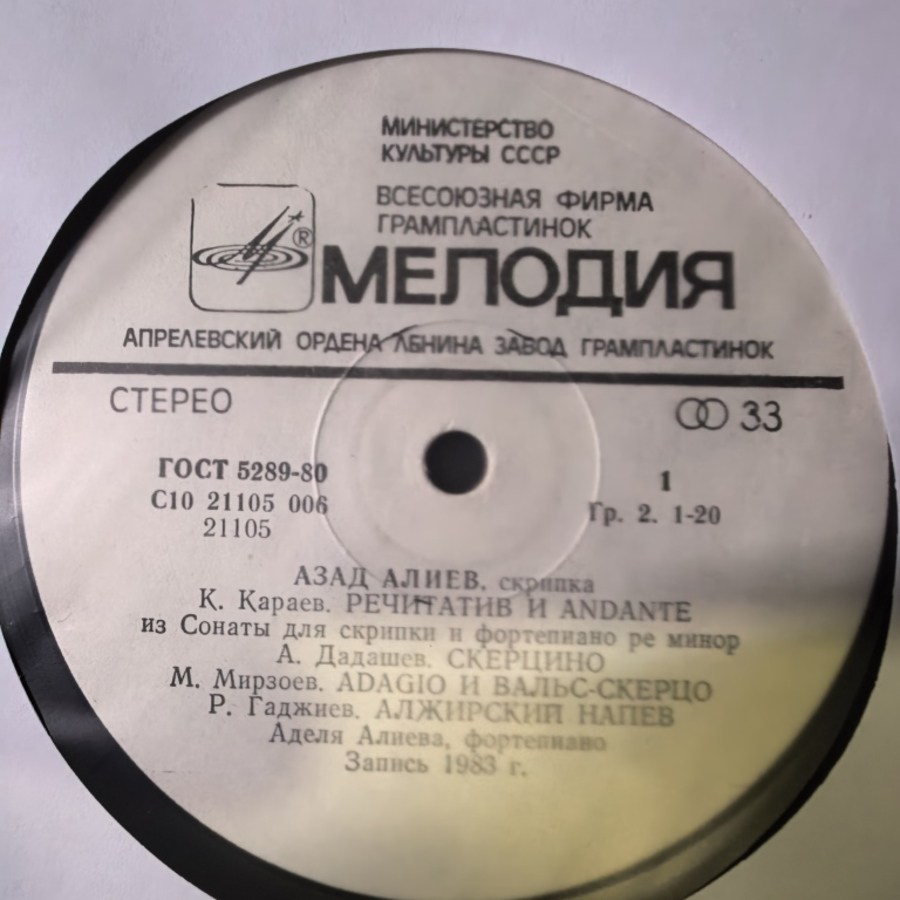 МИНИСТЕРСТВО
КУЛЬТУРЫ СССР
ВСЕСОЮЗНАЯ ФИРМА
ГРАМПЛАСТИНОК
®
МЕЛОДИЯ
АПРЕЛЕВСКИЙ ОРДЕНА ЛЕНИНА ЗАВОД ГРАМПЛАСТИНОК
СТЕРЕО
33
ГОСТ 5289-80
С10 21105 006
21105
1
Гр. 2. 1-20
АЗАД АЛИЕВ. скрипка
К. Караев. РЕЧИТАТИВ И ANDANTE
из Сонаты для скрипки и фортепиано ре минор
А. Дадашев. СКЕРЦИНО
М. Мирзоев. ADAGIO И ВАЛЬС-СКЕРЦО
Р. Гаджиев. АЛЖИРСКИЙ НАПЕВ
Аделя Алиева, фортепиано
Запись 1983 г.